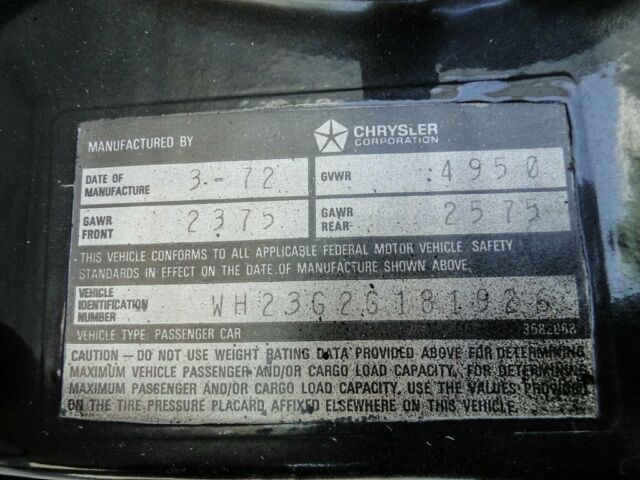 MANUFACTURED BY CHRYSLER CORPORATION
DATE OF MANUFACTURE 3-72 GVWR 4950
GAWR FRONT 2375 GAWR REAR 2575
THIS VEHICLE CONFORMS TO ALL APPLICABLE FEDERAL MOTOR VEHICLE SAFETY
STANDARDS IN EFFECT ON THE DATE OF MANUFACTURE SHOWN ABOVE.
VEHICLE IDENTIFICATION NUMBER WH23G2G181926
VEHICLE TYPE: PASSENGER CAR
CAUTION – DO NOT USE WEIGHT RATING DATA PROVIDED ABOVE FOR DETERMINING
MAXIMUM VEHICLE PASSENGER AND/OR CARGO LOAD CAPACITY. FOR DETERMINING
MAXIMUM PASSENGER AND/OR CARGO LOAD CAPACITY, USE THE VALUES PROVIDED
ON THE TIRE PRESSURE PLACARD AFFIXED ELSEWHERE ON THIS VEHICLE.